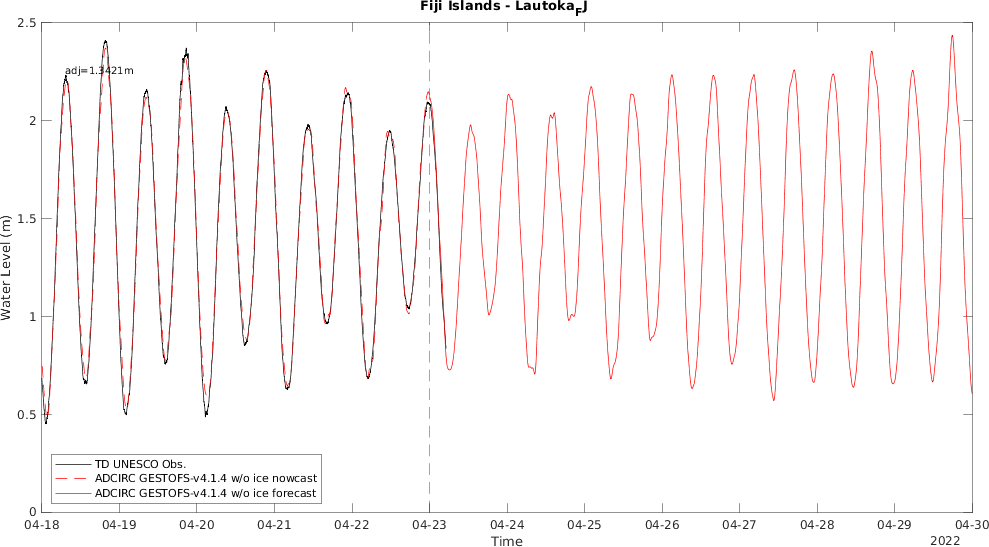 Fiji Islands - Lautoka_FJ
2.5
adj=1.3421m
2
1.5
Water Level (m)
1
0.5
TD UNESCO Obs.
ADCIRC GESTOFS-v4.1.4 w/o ice nowcast
ADCIRC GESTOFS-v4.1.4 w/o ice forecast
0
04-18 04-19 04-20 04-21 04-22 04-23 04-24 04-25 04-26 04-27 04-28 04-29 04-30
Time
2022